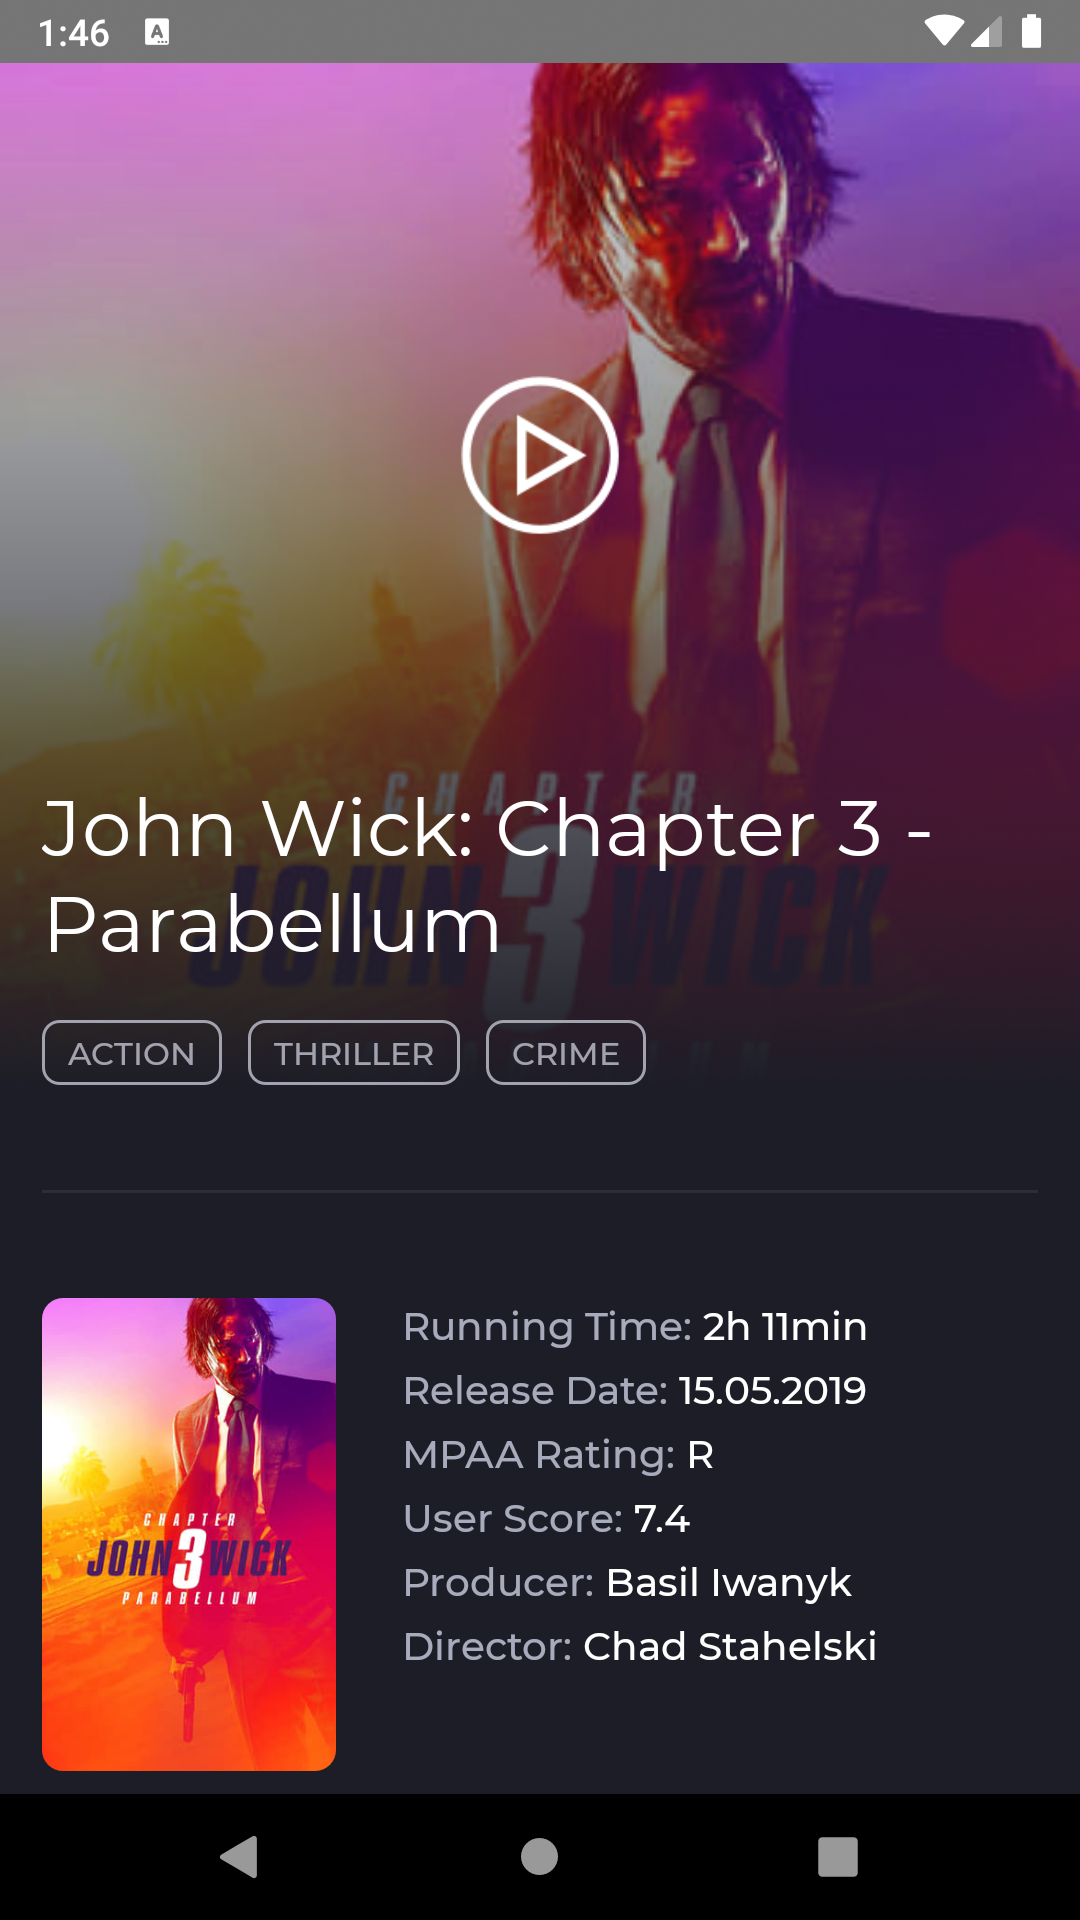 1:46
A
CHAPTER
John Wick: Chapter 3 -
JOHN 3 WICK
Parabellum
ACTION THRILLER CRIME
Running Time: 2h 11min
Release Date: 15.05.2019
MPAA Rating: R
User Score: 7.4
Producer: Basil Iwanyk
Director: Chad Stahelski
CHAPTER
JOHN 3 WICK
PARABELLUM